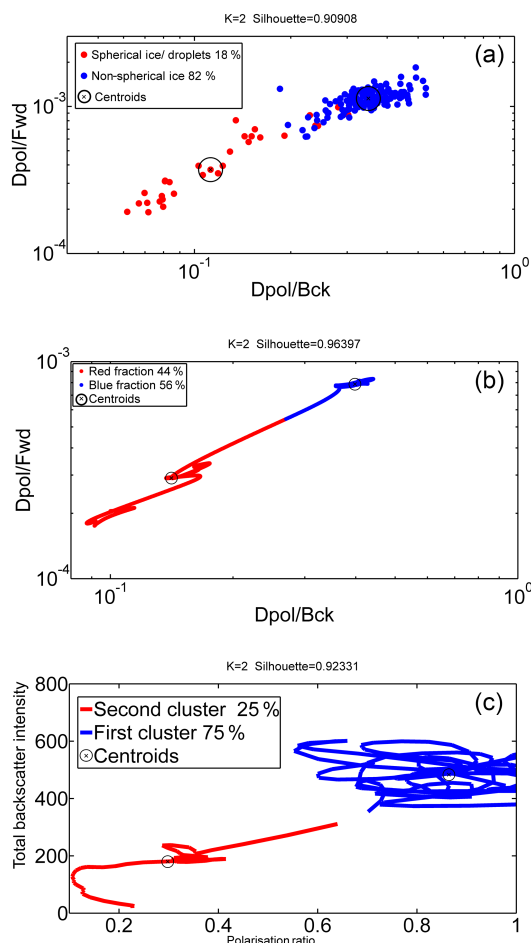 K=2 Silhouette=0.90908
(a)
Spherical ice/ droplets 18 %
Non-spherical ice 82 %
Centroids
Dpol/Fwd
10^-3
10^-4
10^-1
10^0
Dpol/Bck
K=2 Silhouette=0.96397
(b)
Red fraction 44 %
Blue fraction 56 %
Centroids
Dpol/Fwd
10^-3
10^-4
10^-1
10^0
Dpol/Bck
K=2 Silhouette=0.92331
(c)
Second cluster 25 %
First cluster 75 %
Centroids
Total backscatter intensity
800
600
400
200
0
0.2 0.4 0.6 0.8 1
Polarisation ratio